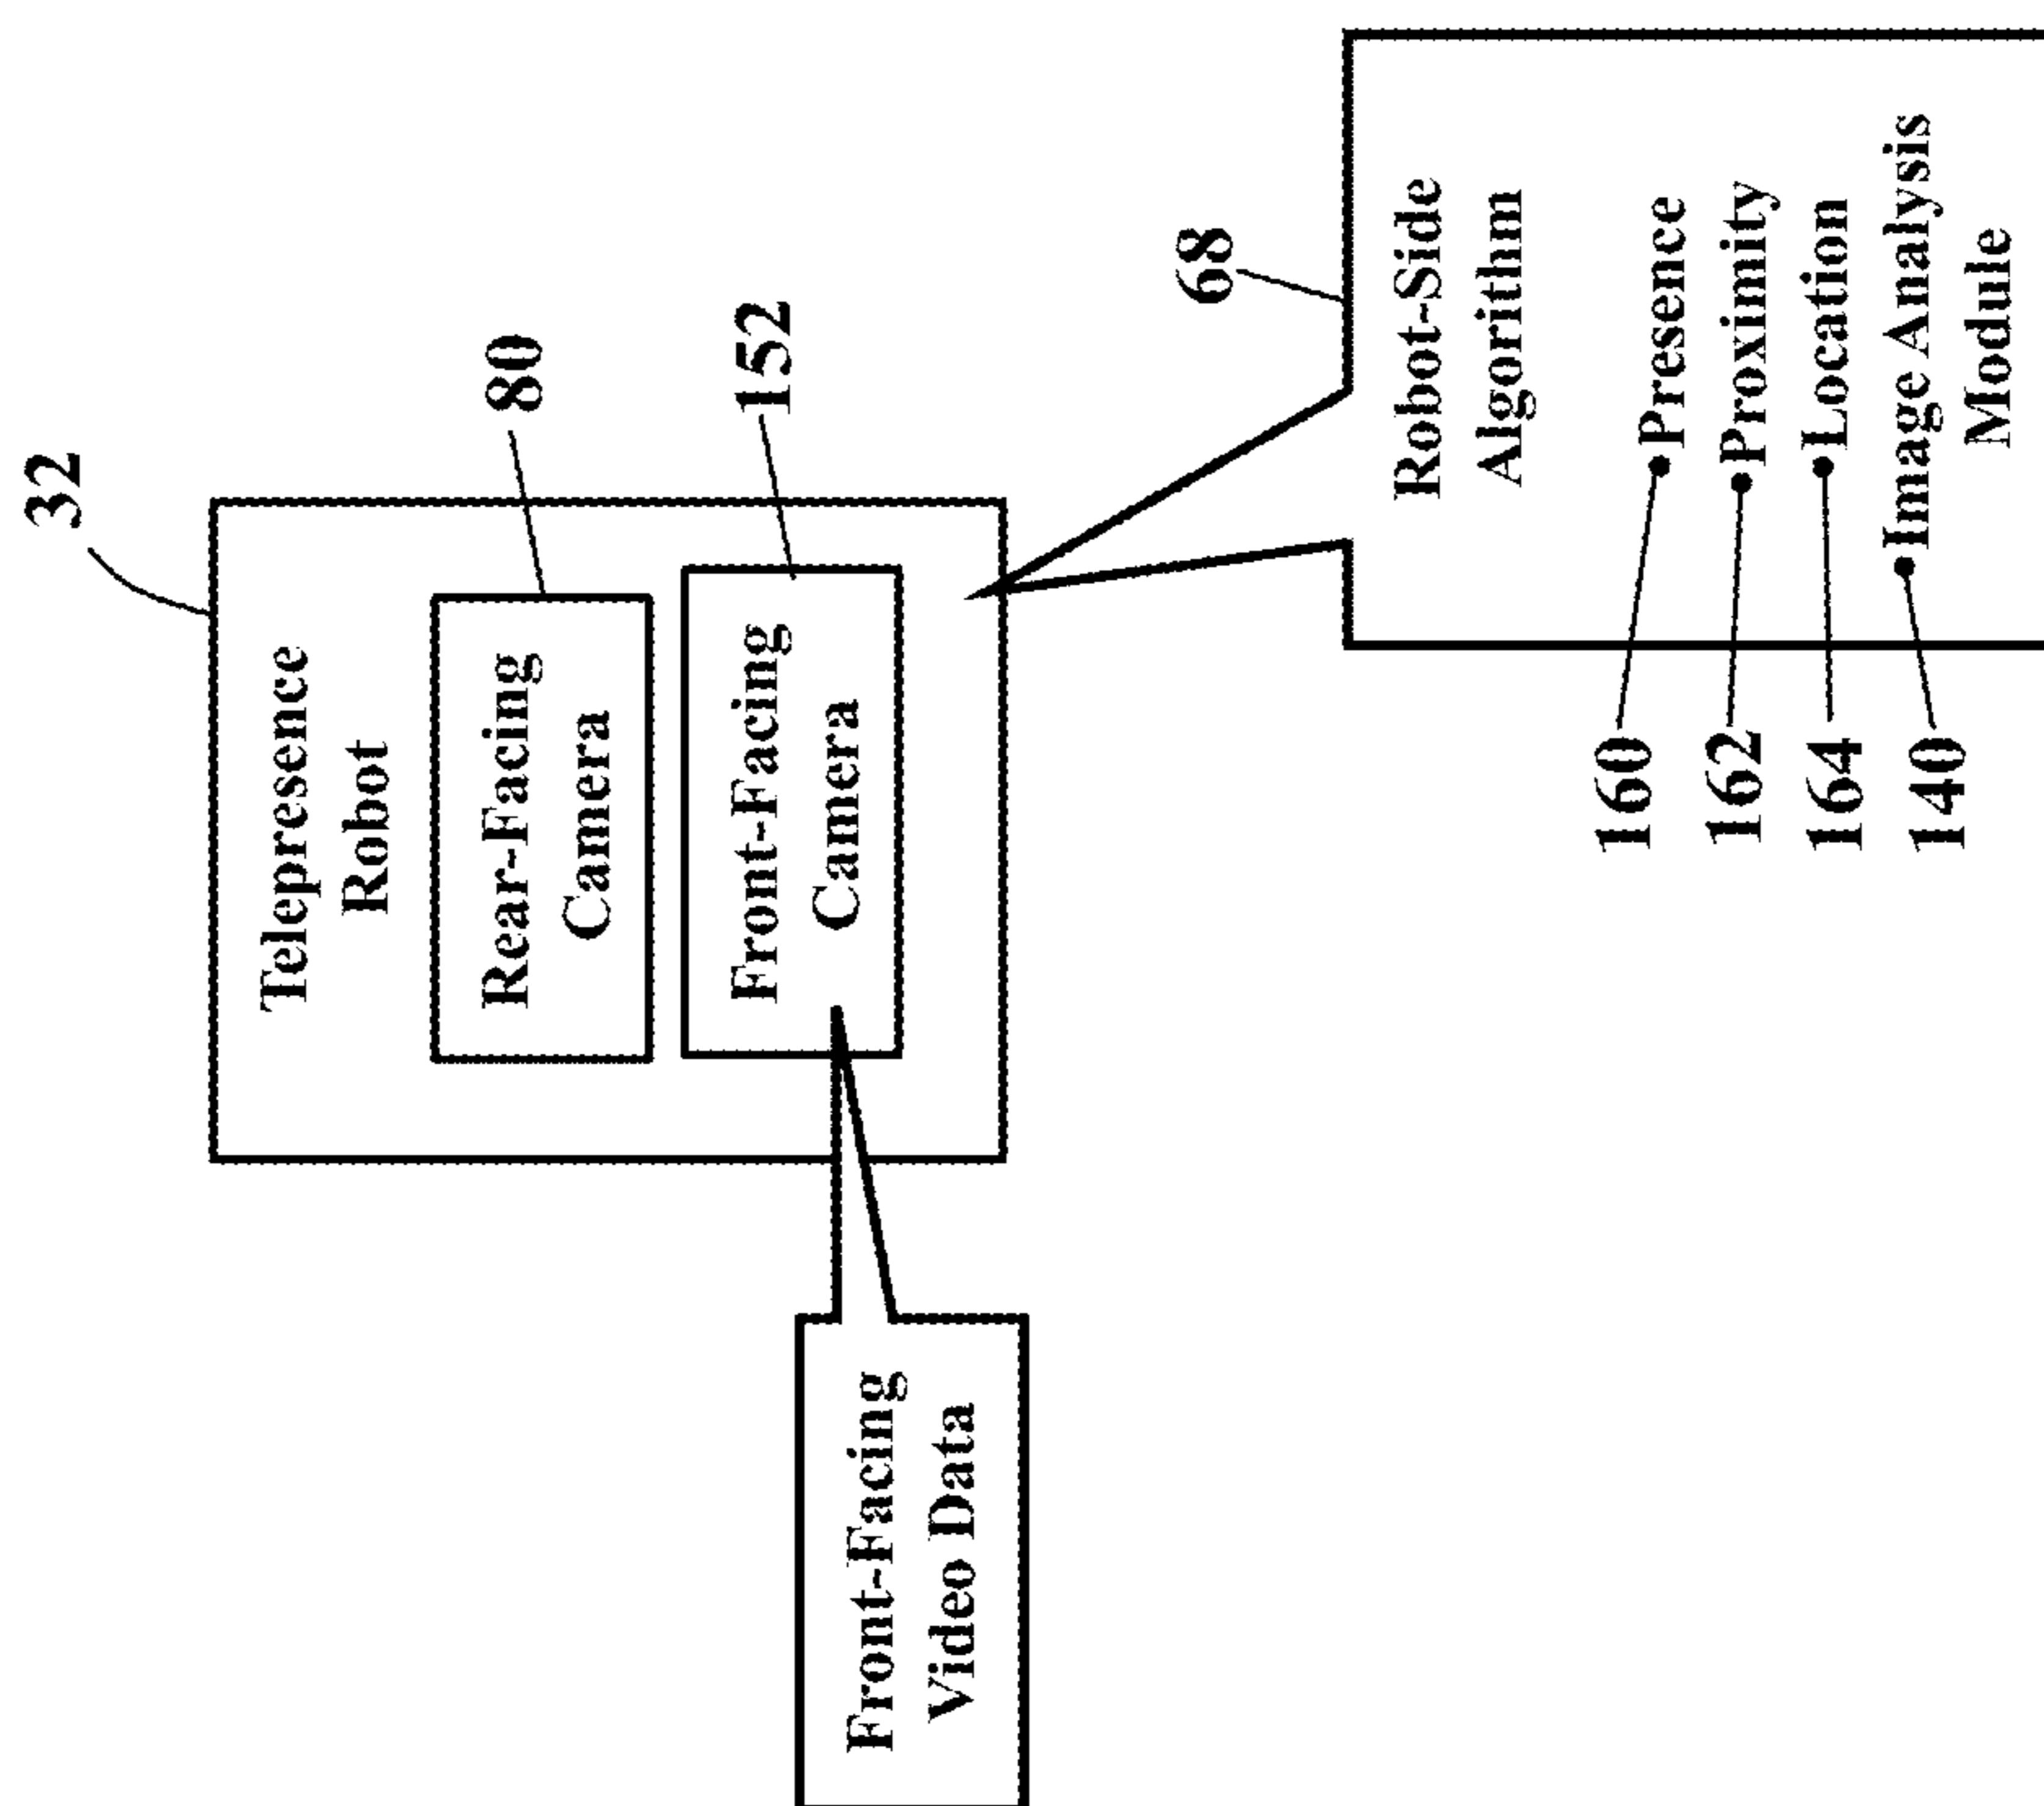 32
Telepresence
Robot
80
Rear-Facing
Camera
152
Front-Facing
Camera
Front-Facing
Video Data
68
Robot-Side
Algorithm
160
Presence
162
Proximity
164
Location
140
Image Analysis
Module